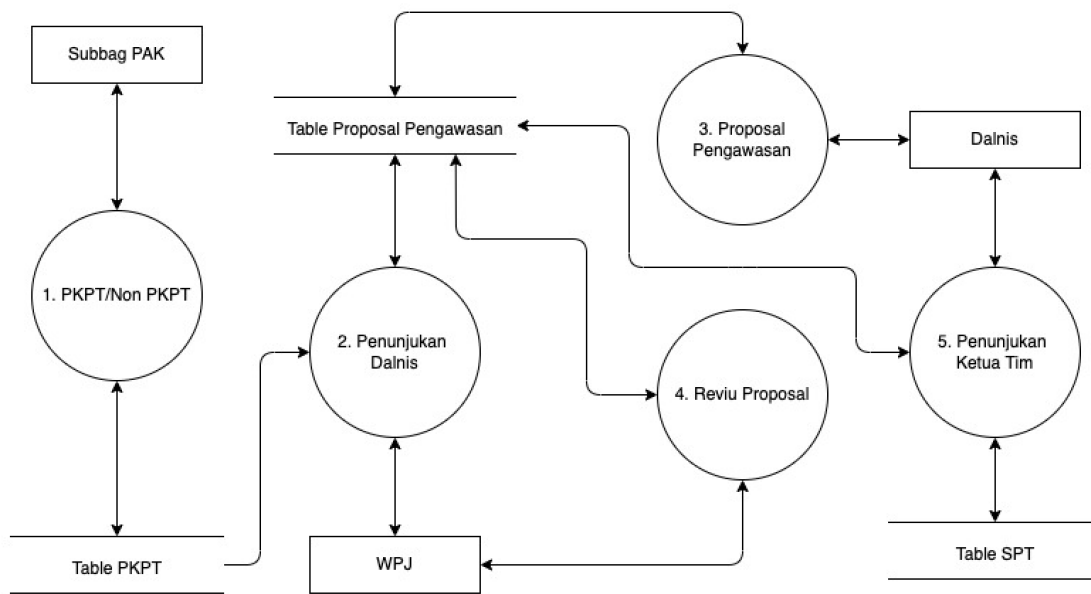 Subbag PAK
Table Proposal Pengawasan
3. Proposal
Pengawasan
Dalnis
1. PKPT/Non PKPT
2. Penunjukan
Dalnis
4. Reviu Proposal
5. Penunjukan
Ketua Tim
Table PKPT
WPJ
Table SPT